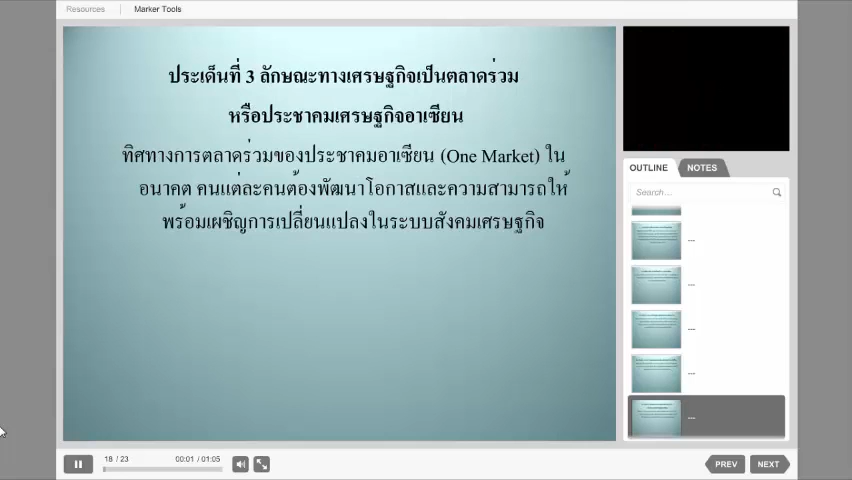 Resources
Marker Tools
ประเด็นที่ 3 ลักษณะทางเศรษฐกิจเป็นตลาดร่วม
หรือประชาคมเศรษฐกิจอาเซียน
ทิศทางการตลาดร่วมของประชาคมอาเซียน (One Market) ใน
อนาคต คนแต่ละคนต้องพัฒนาโอกาสและความสามารถให้
พร้อมเผชิญการเปลี่ยนแปลงในระบบสังคมเศรษฐกิจ
OUTLINE
NOTES
Search...
...
...
...
...
...
18 / 23
00:01 / 01:05
PREV
NEXT